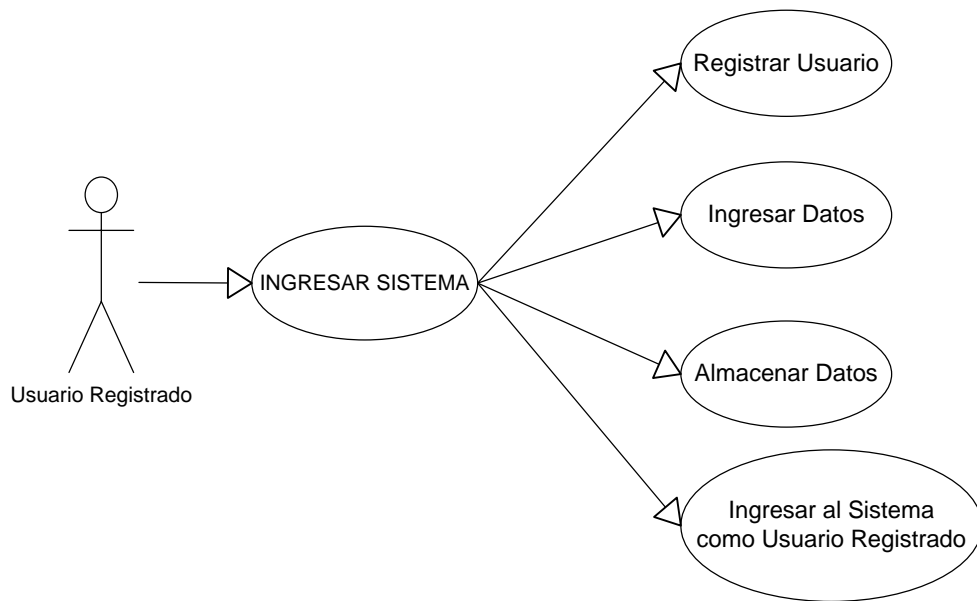 Registrar Usuario
Ingresar Datos
INGRESAR SISTEMA
Almacenar Datos
Usuario Registrado
Ingresar al Sistema
como Usuario Registrado